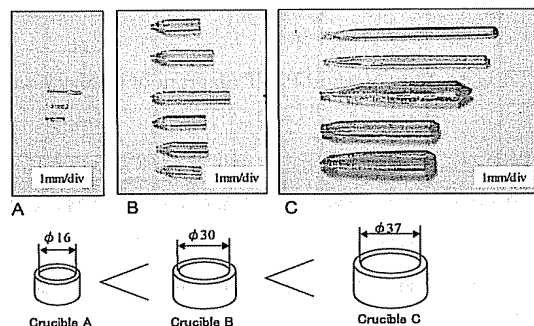 1mm/div
1mm/div
1mm/div
A
B
C
ϕ16
ϕ30
ϕ37
Crucible A
Crucible B
Crucible C